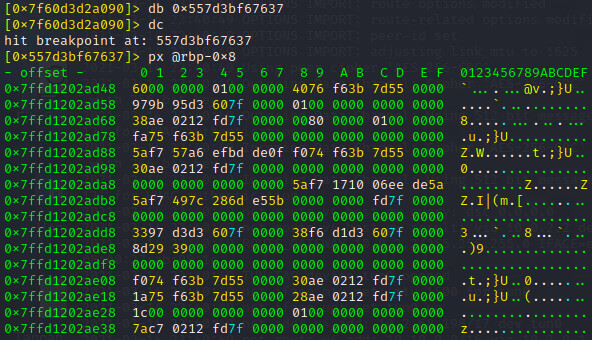 [0×7f60d3d2a090]> db 0×557d3bf67637
[0×7f60d3d2a090]> dc
hit breakpoint at: 557d3bf67637
[0×557d3bf67637]> px @rbp-0×8
- offset -   0 1  2 3  4 5  6 7  8 9  A B  C D  E F  0123456789ABCDEF
0×7ffd1202ad48  6000 0000 0100 0000 4076 f63b 7d55 0000  `.......@v.;}U..
0×7ffd1202ad58  979b 95d3 607f 0000 0100 0000 0000 0000  ....`...........
0×7ffd1202ad68  38ae 0212 fd7f 0000 0080 0000 0100 0000  8...............
0×7ffd1202ad78  fa75 f63b 7d55 0000 0000 0000 0000 0000  .u.;}U..........
0×7ffd1202ad88  5af7 57a6 efbd de0f f074 f63b 7d55 0000  Z.W......t.;}U..
0×7ffd1202ad98  30ae 0212 fd7f 0000 0000 0000 0000 0000  0...............
0×7ffd1202ada8  0000 0000 0000 0000 5af7 1710 06ee de5a  ........Z......Z
0×7ffd1202adb8  5af7 497c 286d e55b 0000 0000 fd7f 0000  Z.I|(m.[........
0×7ffd1202adc8  0000 0000 0000 0000 0000 0000 0000 0000  ................
0×7ffd1202add8  3397 d3d3 607f 0000 38f6 d1d3 607f 0000  3...`...8...`...
0×7ffd1202ade8  8d29 3900 0000 0000 0000 0000 0000 0000  .)9.............
0×7ffd1202adf8  0000 0000 0000 0000 0000 0000 0000 0000  ................
0×7ffd1202ae08  f074 f63b 7d55 0000 30ae 0212 fd7f 0000  .t.;}U..0.......
0×7ffd1202ae18  1a75 f63b 7d55 0000 28ae 0212 fd7f 0000  .u.;}U..(.......
0×7ffd1202ae28  1c00 0000 0000 0000 0100 0000 0000 0000  ................
0×7ffd1202ae38  7ac7 0212 fd7f 0000 0000 0000 0000 0000  z...............